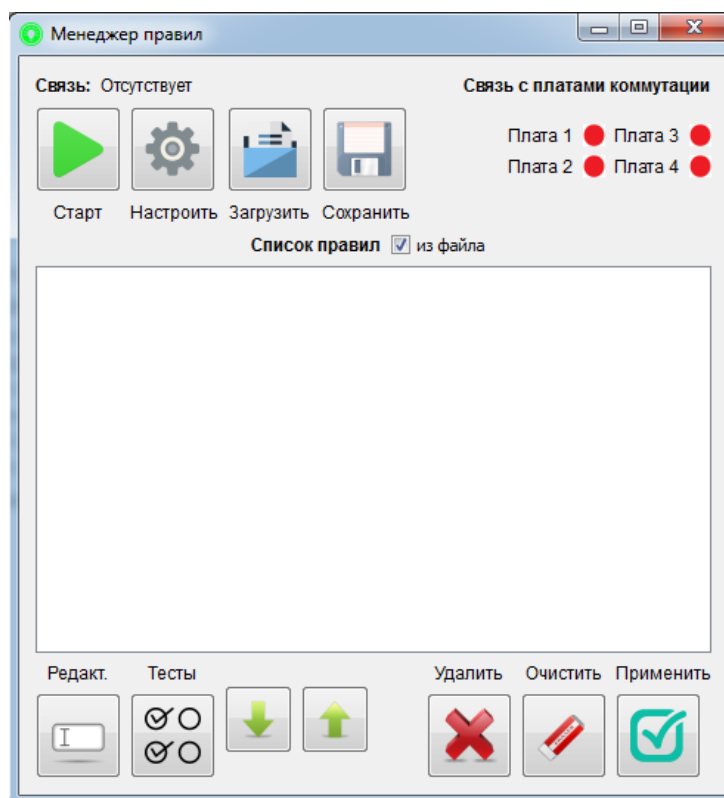 Менеджер правил
Связь: Отсутствует
Связь с платами коммутации
Плата 1 Плата 3
Плата 2 Плата 4
Старт Настроить Загрузить Сохранить
Список правил из файла
Редакт. Тесты Удалить Очистить Применить